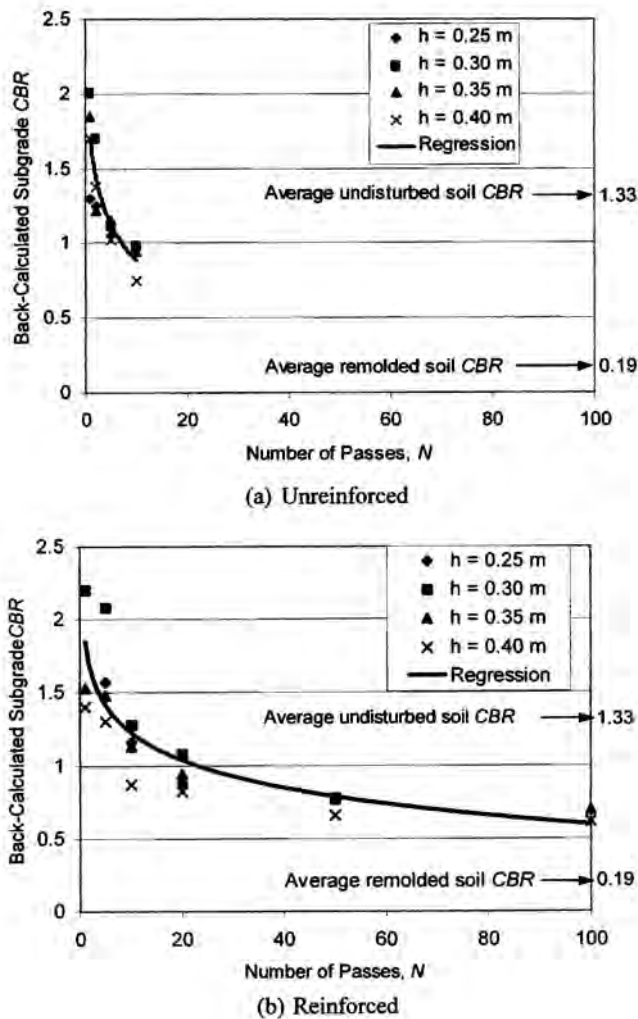 2.5
2
1.5
1
0.5
0
Back-Calculated Subgrade CBR
h = 0.25 m
h = 0.30 m
h = 0.35 m
h = 0.40 m
Regression
Average undisturbed soil CBR
1.33
Average remolded soil CBR
0.19
0 20 40 60 80 100
Number of Passes, N
(a) Unreinforced
2.5
2
1.5
1
0.5
0
Back-Calculated SubgradeCBR
h = 0.25 m
h = 0.30 m
h = 0.35 m
h = 0.40 m
Regression
Average undisturbed soil CBR
1.33
Average remolded soil CBR
0.19
0 20 40 60 80 100
Number of Passes, N
(b) Reinforced